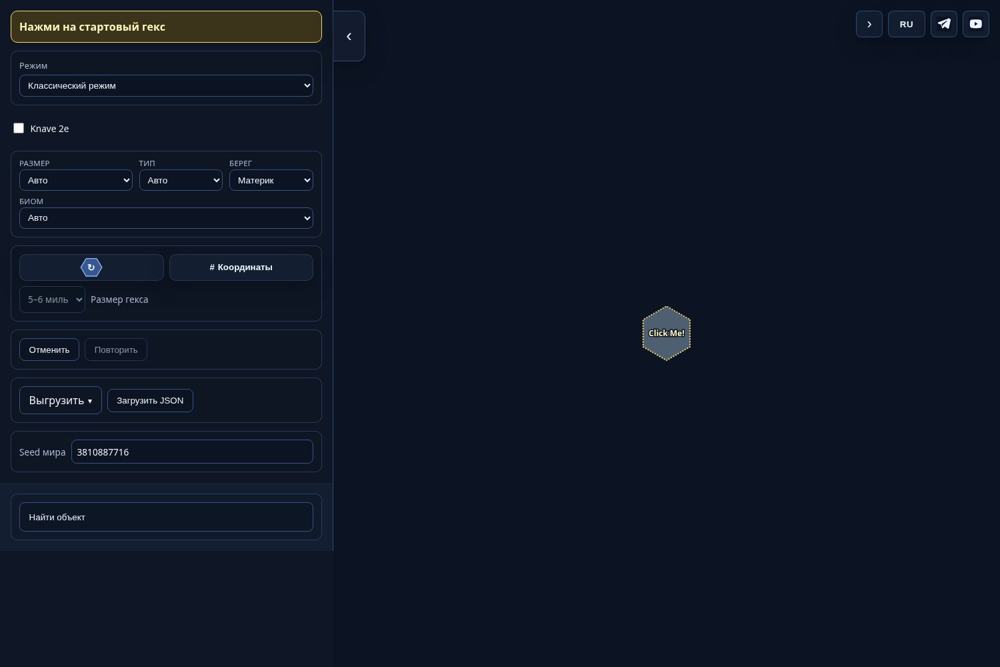 Нажми на стартовый гекс
Режим
Классический режим
Knave 2e
РАЗМЕР
Авто
ТИП
Авто
БЕРЕГ
Материк
БИОМ
Авто
# Координаты
5–6 миль
Размер гекса
Отменить
Повторить
Выгрузить ▾
Загрузить JSON
Seed мира
3810887716
Найти объект
RU
Click Me!